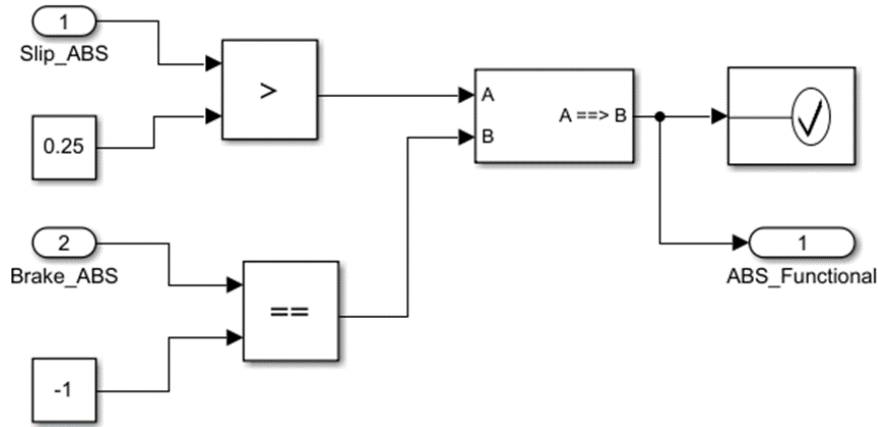 1
Slip_ABS
0.25
>
2
Brake_ABS
-1
==
A
B
A ==> B
1
ABS_Functional